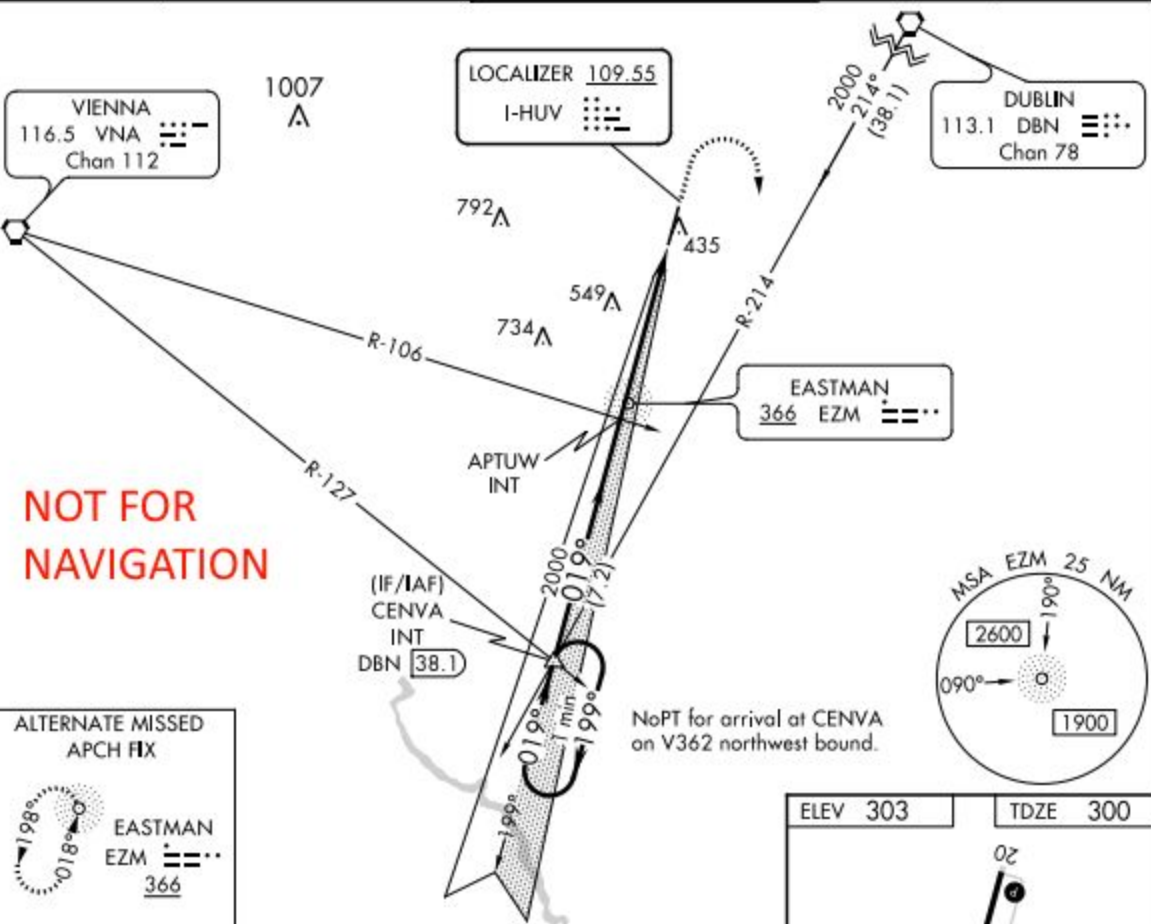 VIENNA
116.5 VNA
Chan 112
1007
LOCALIZER 109.55
I-HUV
2000
214°
(38.1)
DUBLIN
113.1 DBN
Chan 78
792
435
549
734
R-106
R-214
EASTMAN
366 EZM
APTUW
INT
R-127
NOT FOR
NAVIGATION
2000
019°
(7.2)
(IF/IAF)
CENVA
INT
DBN 38.1
MSA EZM 25 NM
190°
2600
090°
1900
019°
1 min
199°
NoPT for arrival at CENVA
on V362 northwest bound.
199°
ALTERNATE MISSED
APCH FIX
198°
018°
EASTMAN
EZM
366
ELEV 303
TDZE 300
20
P